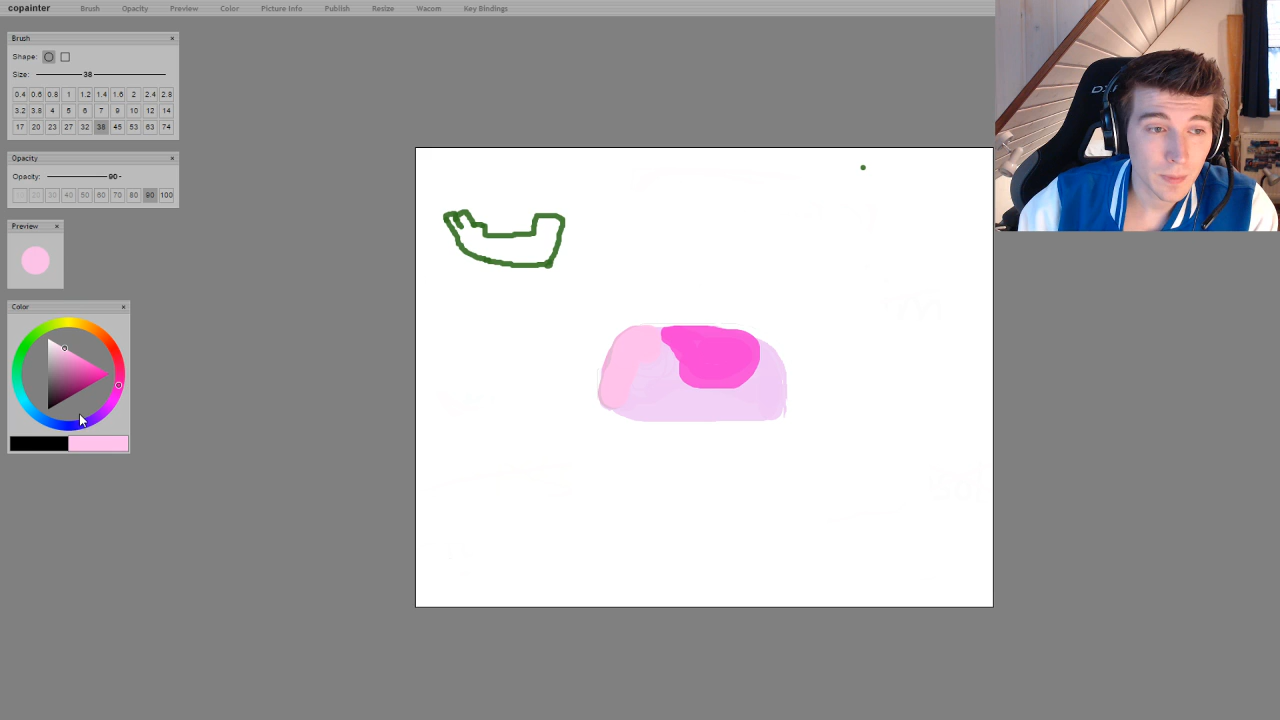 copainter Brush Opacity Preview Color Picture Info Publish Resize Wacom Key Bindings
Brush ×
Shape:
Size: 38
0.4 0.6 0.8 1 1.2 1.4 1.6 2 2.4 2.8
3.2 3.8 4 5 6 7 9 10 12 14
17 20 23 27 32 38 45 53 63 74
Opacity ×
Opacity: 90
20 30 40 50 60 70 80 90 100
Preview ×
Color ×